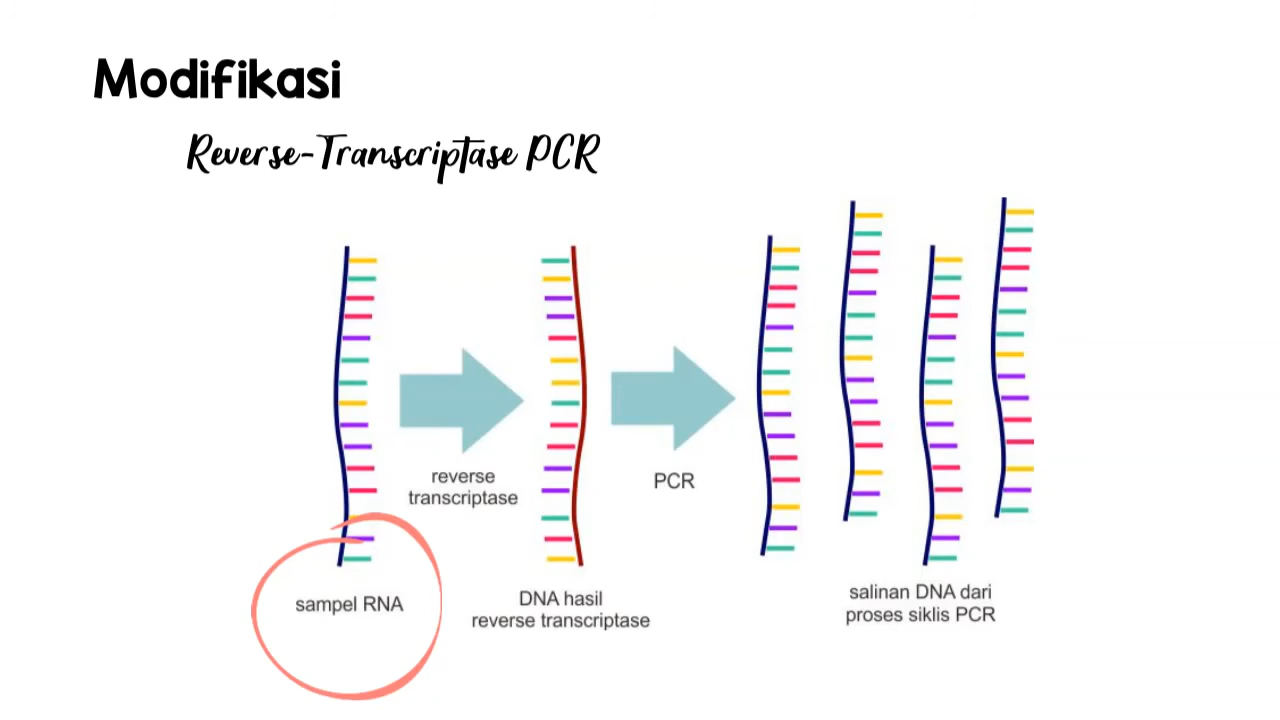 Modifikasi
Reverse-Transcriptase PCR
reverse
transcriptase
PCR
sampel RNA
DNA hasil
reverse transcriptase
salinan DNA dari
proses siklis PCR